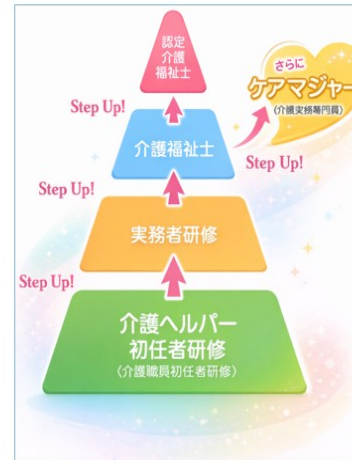 認定
介護
福祉士
さらに
ケアマジャー
(介護実務専門員)
Step Up!
介護福祉士
Step Up!
Step Up!
実務者研修
Step Up!
介護ヘルパー
初任者研修
(介護職員初任者研修)